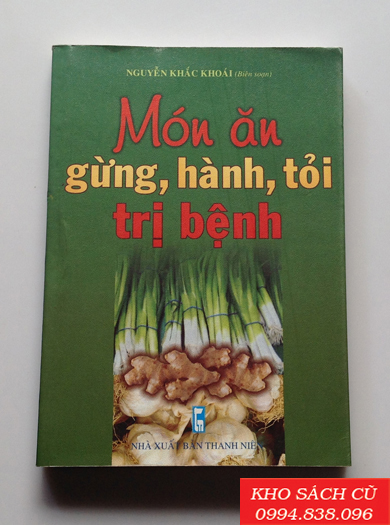 NGUYỄN KHẮC KHOÁI (Biên soạn)
Món ăn
gừng, hành, tỏi
trị bệnh
NHÀ XUẤT BẢN THANH NIÊN
KHO SÁCH CŨ
0994.838.096